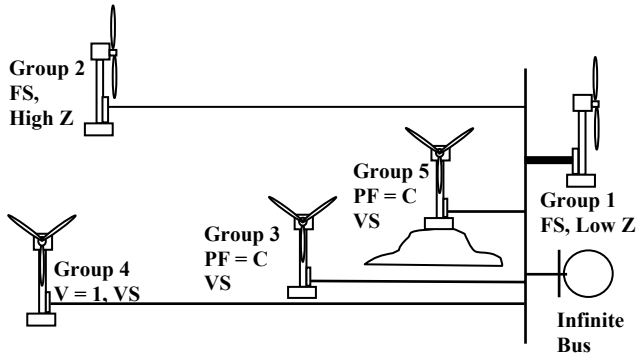 Group 2
FS,
High Z
Group 5
PF = C
VS
Group 1
FS, Low Z
Group 3
PF = C
VS
Group 4
V = 1, VS
Infinite
Bus